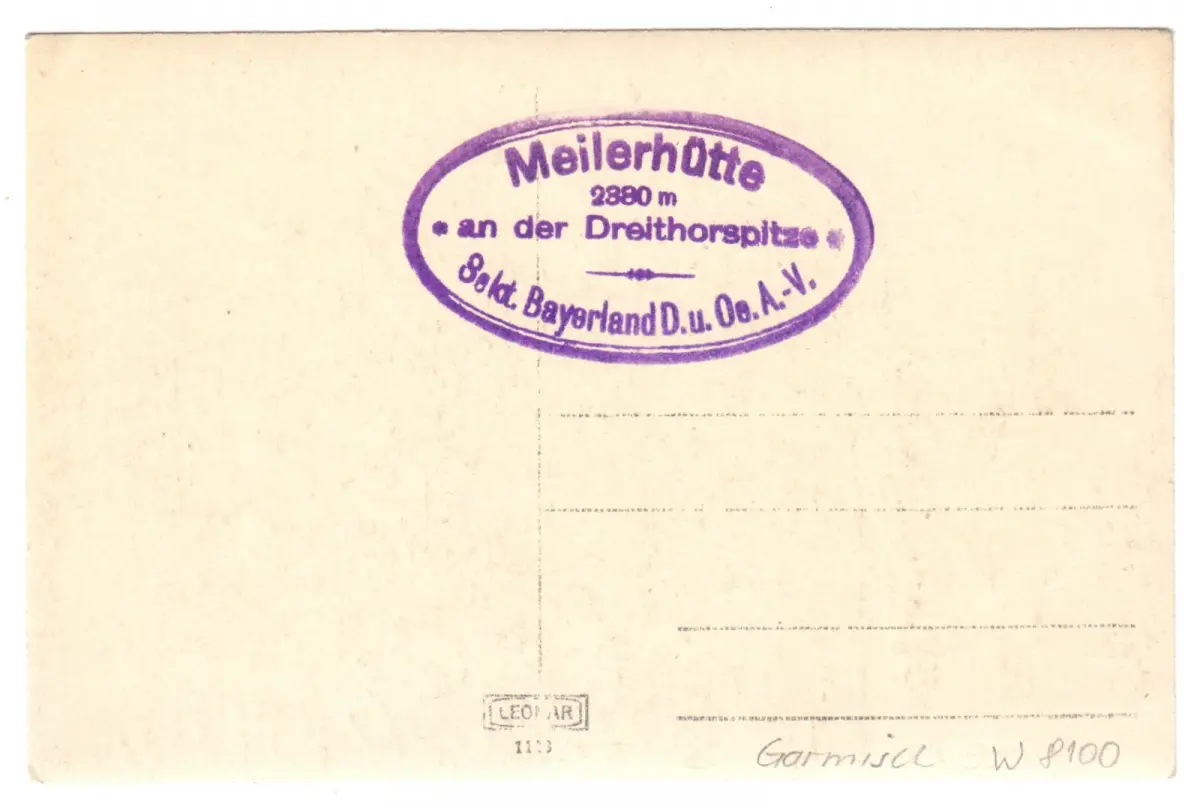 Meilerhütte
2380 m
* an der Dreithorspitze *
Sekt. Bayerland D.u. Oe. A.-V.
LEONAR
Garmisch W 8100